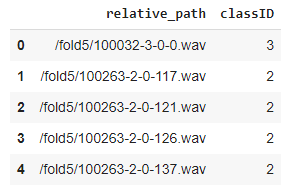 relative_path classID
0 /fold5/100032-3-0-0.wav 3
1 /fold5/100263-2-0-117.wav 2
2 /fold5/100263-2-0-121.wav 2
3 /fold5/100263-2-0-126.wav 2
4 /fold5/100263-2-0-137.wav 2